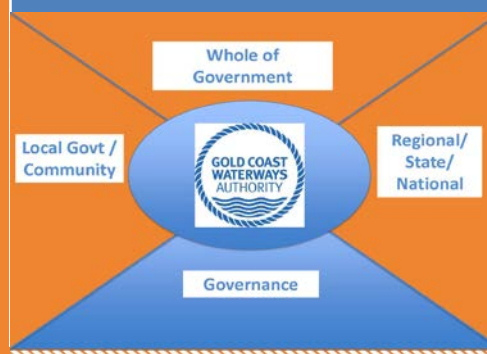 Whole of
Government
Local Govt /
Community
GOLD COAST
WATERWAYS
AUTHORITY
Regional/
State/
National
Governance